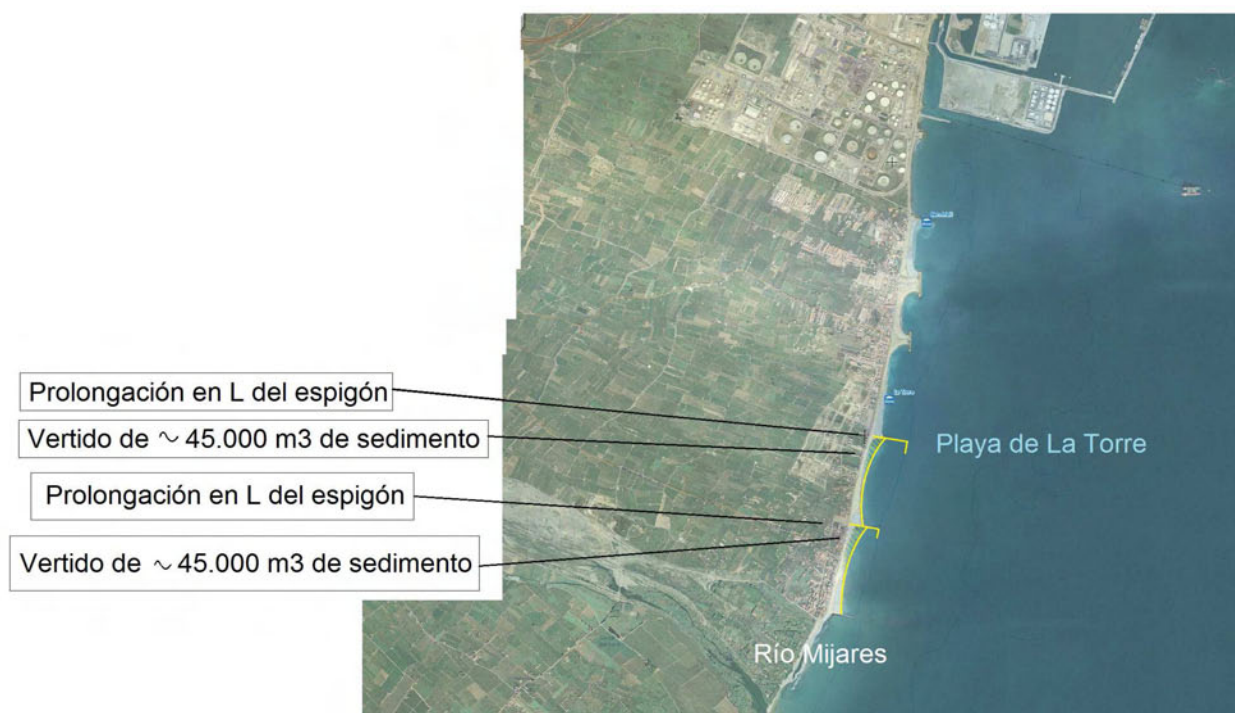 Prolongación en L del espigón
Vertido de ~ 45.000 m3 de sedimento
Prolongación en L del espigón
Vertido de ~ 45.000 m3 de sedimento
Playa de La Torre
Río Mijares